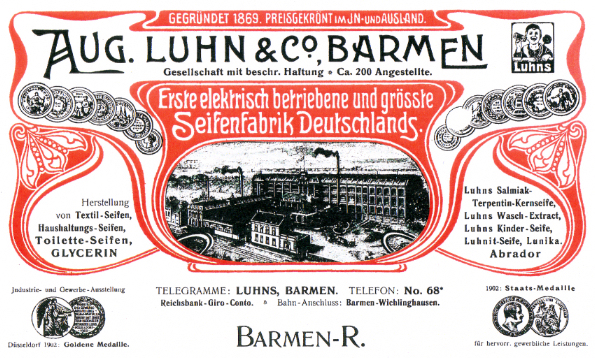 GEGRÜNDET 1869. PREISGEKRÖNT IM JN-UND AUSLAND.
AUG. LUHN & Co., BARMEN
Gesellschaft mit beschr. Haftung • Ca. 200 Angestellte.
Luhns
Erste elektrisch betriebene und grösste
Seifenfabrik Deutschlands.
Herstellung
von Textil-Seifen,
Haushaltungs-Seifen,
Toilette-Seifen,
GLYCERIN
Luhns Salmiak-
Terpentin-Kernseife,
Luhns Wasch-Extract,
Luhns Kinder-Seife,
Luhnit-Seife, Lunika.
Abrador
Jndustrie- und Gewerbe-Ausstellung
Düsseldorf 1902: Goldene Medaille.
TELEGRAMME: LUHNS, BARMEN. TELEFON: No. 68*
Reichsbank-Giro-Conto. • Bahn-Anschluss: Barmen-Wichlinghausen.
BARMEN-R.
1902: Staats-Medaille
für hervorr. gewerbliche Leistungen.